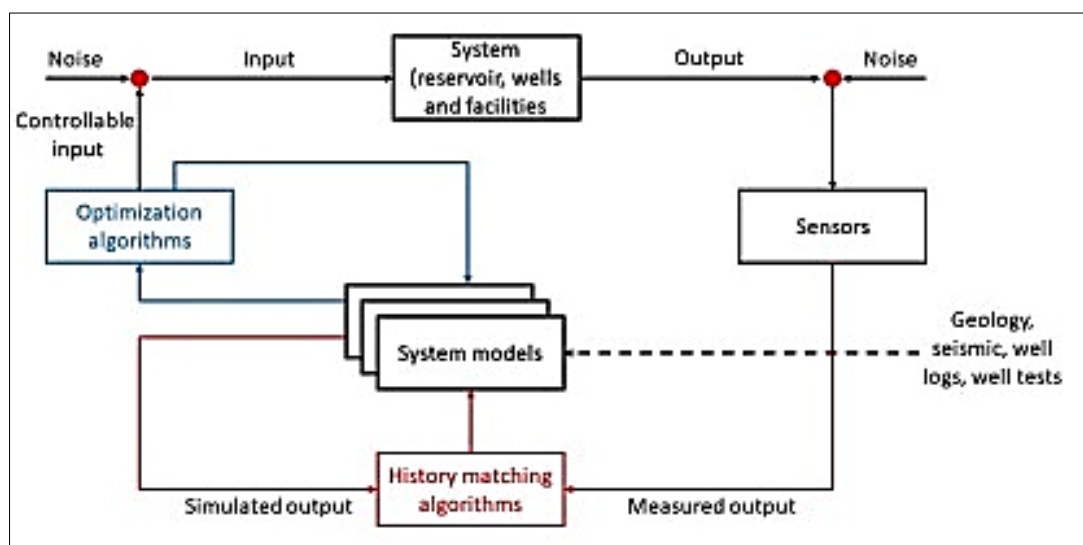 Noise
Input
System
(reservoir, wells
and facilities
Output
Noise
Controllable
input
Optimization
algorithms
Sensors
System models
Geology,
seismic, well
logs, well tests
History matching
algorithms
Simulated output
Measured output